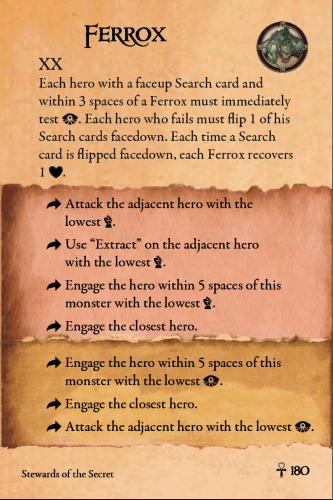 FERROX
XX
Each hero with a faceup Search card and
within 3 spaces of a Ferrox must immediately
test . Each hero who fails must flip 1 of his
Search cards facedown. Each time a Search
card is flipped facedown, each Ferrox recovers
1 .
Attack the adjacent hero with the
lowest .
Use “Extract” on the adjacent hero
with the lowest .
Engage the hero within 5 spaces of this
monster with the lowest .
Engage the closest hero.
Engage the hero within 5 spaces of this
monster with the lowest .
Engage the closest hero.
Attack the adjacent hero with the lowest .
Stewards of the Secret
180